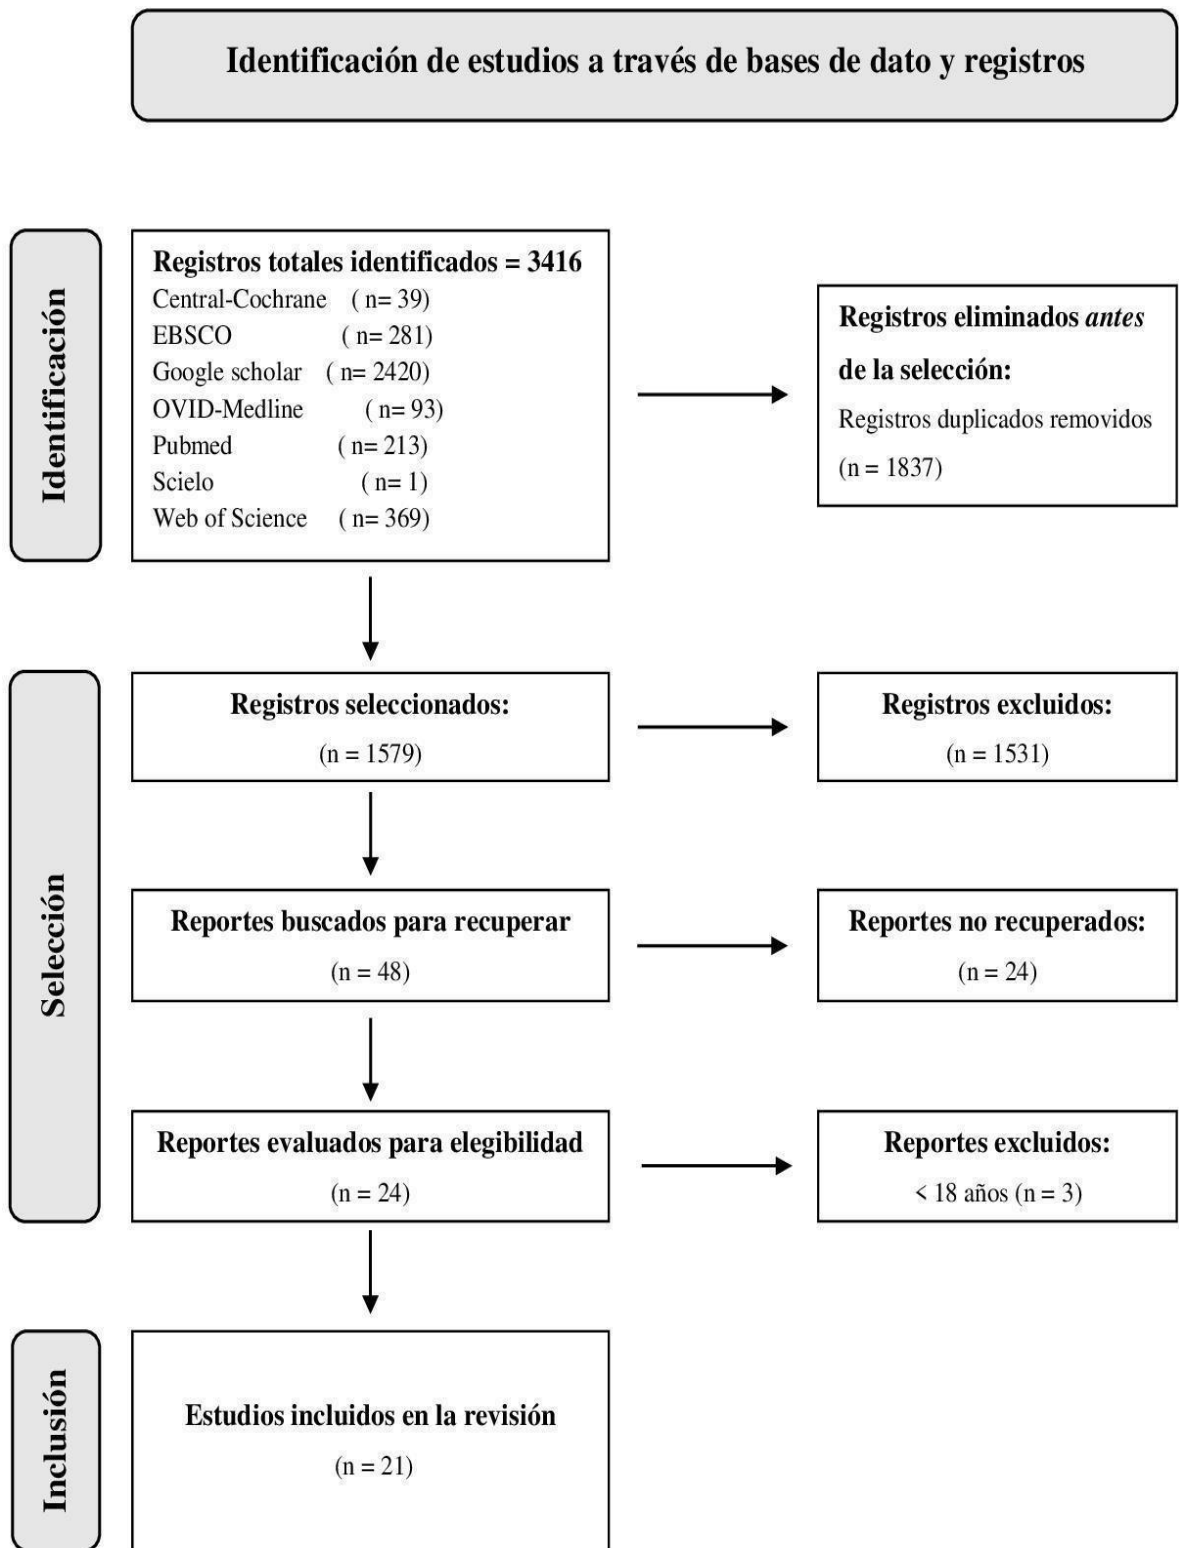 Identificación de estudios a través de bases de dato y registros
Identificación
Registros totales identificados = 3416
Central-Cochrane ( n= 39)
EBSCO ( n= 281)
Google scholar ( n= 2420)
OVID-Medline ( n= 93)
Pubmed ( n= 213)
Scielo ( n= 1)
Web of Science ( n= 369)
Registros eliminados antes
de la selección:
Registros duplicados removidos
(n = 1837)
Selección
Registros seleccionados:
(n = 1579)
Registros excluidos:
(n = 1531)
Reportes buscados para recuperar
(n = 48)
Reportes no recuperados:
(n = 24)
Reportes evaluados para elegibilidad
(n = 24)
Reportes excluidos:
< 18 años (n = 3)
Inclusión
Estudios incluidos en la revisión
(n = 21)